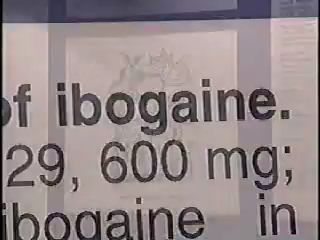 of ibogaine.
29, 600 mg;
ibogaine in